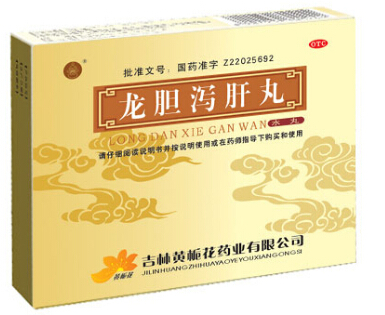 批准文号：国药准字 Z22025692
OTC
龙胆泻肝丸
LONG DAN XIE GAN WAN
水丸
请仔细阅读说明书并按说明使用或在药师指导下购买和使用
黄栀花
吉林黄栀花药业有限公司
JILINHUANGZHIHUAYAOYEYOUXIANGONGSI